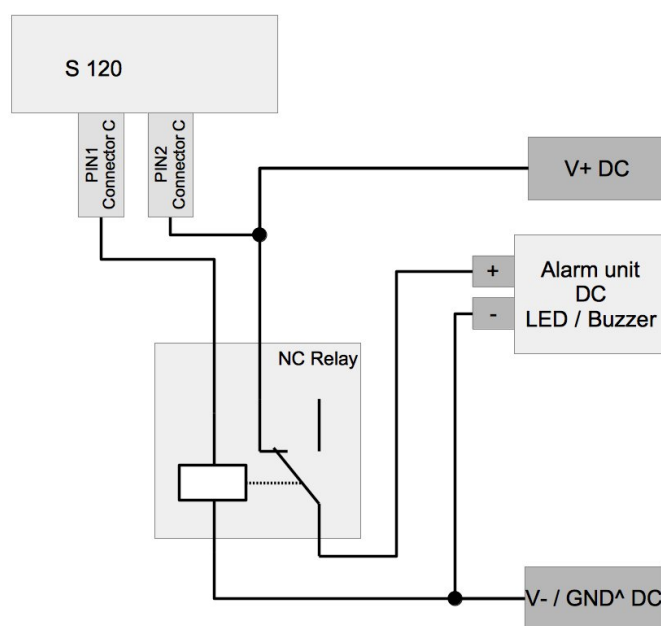 S 120
PIN1
Connector C
PIN2
Connector C
V+ DC
+
-
Alarm unit
DC
LED / Buzzer
NC Relay
V- / GND^ DC